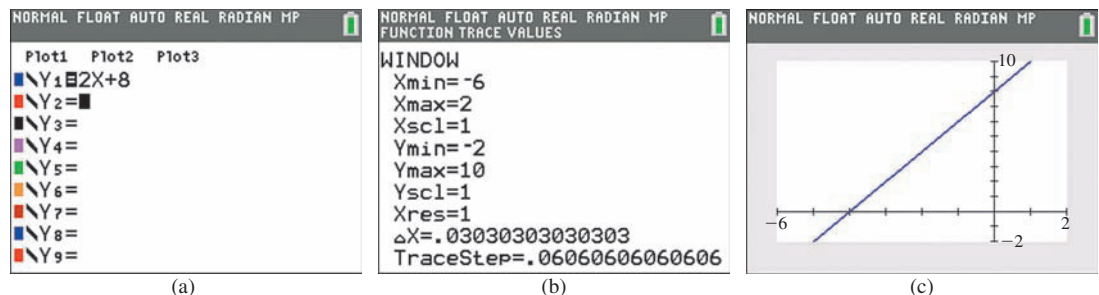 NORMAL FLOAT AUTO REAL RADIAN MP
Plot1 Plot2 Plot3
\Y1=2X+8
\Y2=
\Y3=
\Y4=
\Y5=
\Y6=
\Y7=
\Y8=
\Y9=
(a)
NORMAL FLOAT AUTO REAL RADIAN MP
FUNCTION TRACE VALUES
WINDOW
Xmin=-6
Xmax=2
Xscl=1
Ymin=-2
Ymax=10
Yscl=1
Xres=1
△X=.03030303030303
TraceStep=.06060606060606
(b)
NORMAL FLOAT AUTO REAL RADIAN MP
10
−6
2
−2
(c)